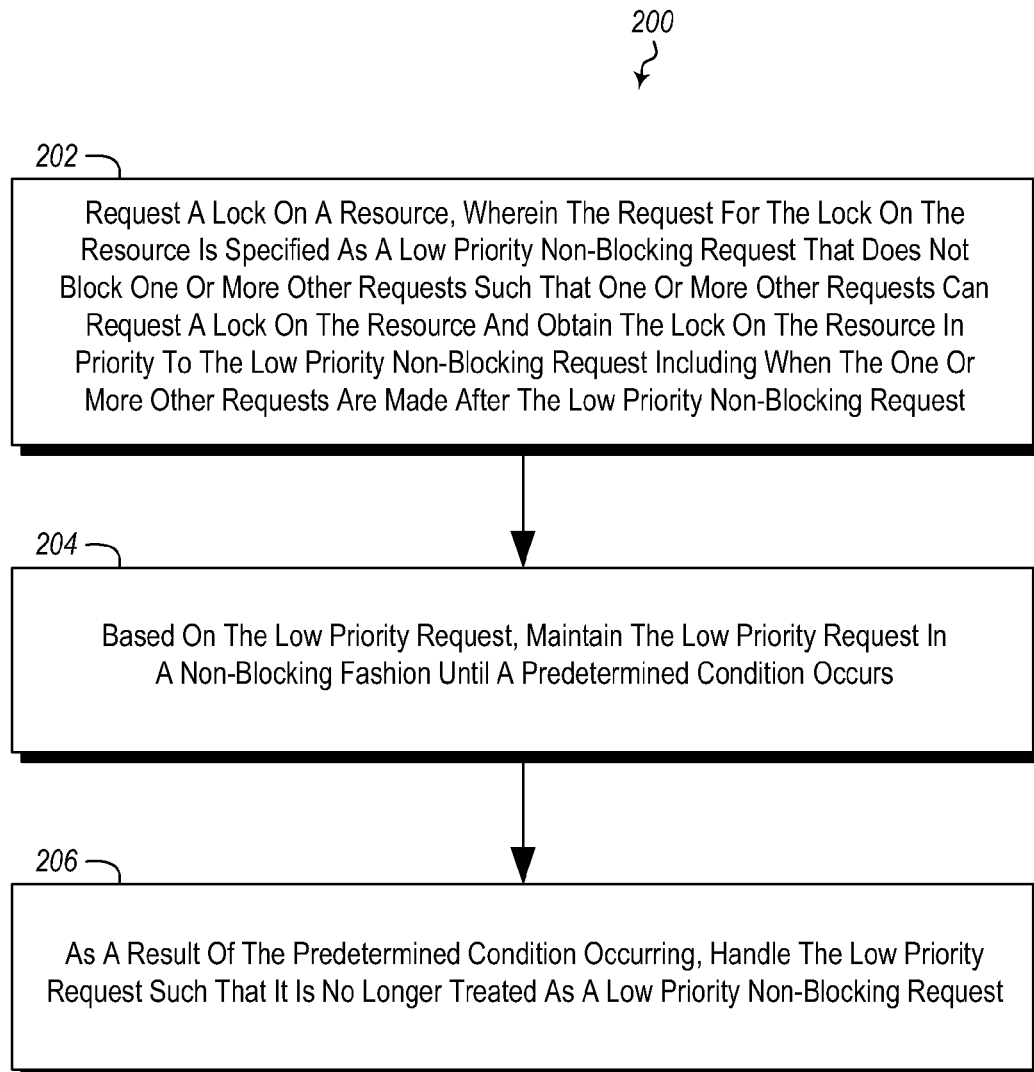 200
202
Request A Lock On A Resource, Wherein The Request For The Lock On The
Resource Is Specified As A Low Priority Non-Blocking Request That Does Not
Block One Or More Other Requests Such That One Or More Other Requests Can
Request A Lock On The Resource And Obtain The Lock On The Resource In
Priority To The Low Priority Non-Blocking Request Including When The One Or
More Other Requests Are Made After The Low Priority Non-Blocking Request
204
Based On The Low Priority Request, Maintain The Low Priority Request In
A Non-Blocking Fashion Until A Predetermined Condition Occurs
206
As A Result Of The Predetermined Condition Occurring, Handle The Low Priority
Request Such That It Is No Longer Treated As A Low Priority Non-Blocking Request